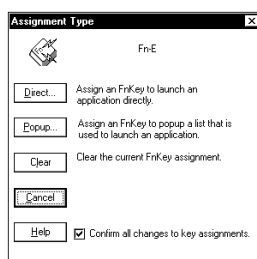 Assignment Type
Fn-E
Direct...
Assign an FnKey to launch an
application directly.
Popup...
Assign an FnKey to popup a list that is
used to launch an application.
Clear
Clear the current FnKey assignment.
Cancel
Help
Confirm all changes to key assignments.